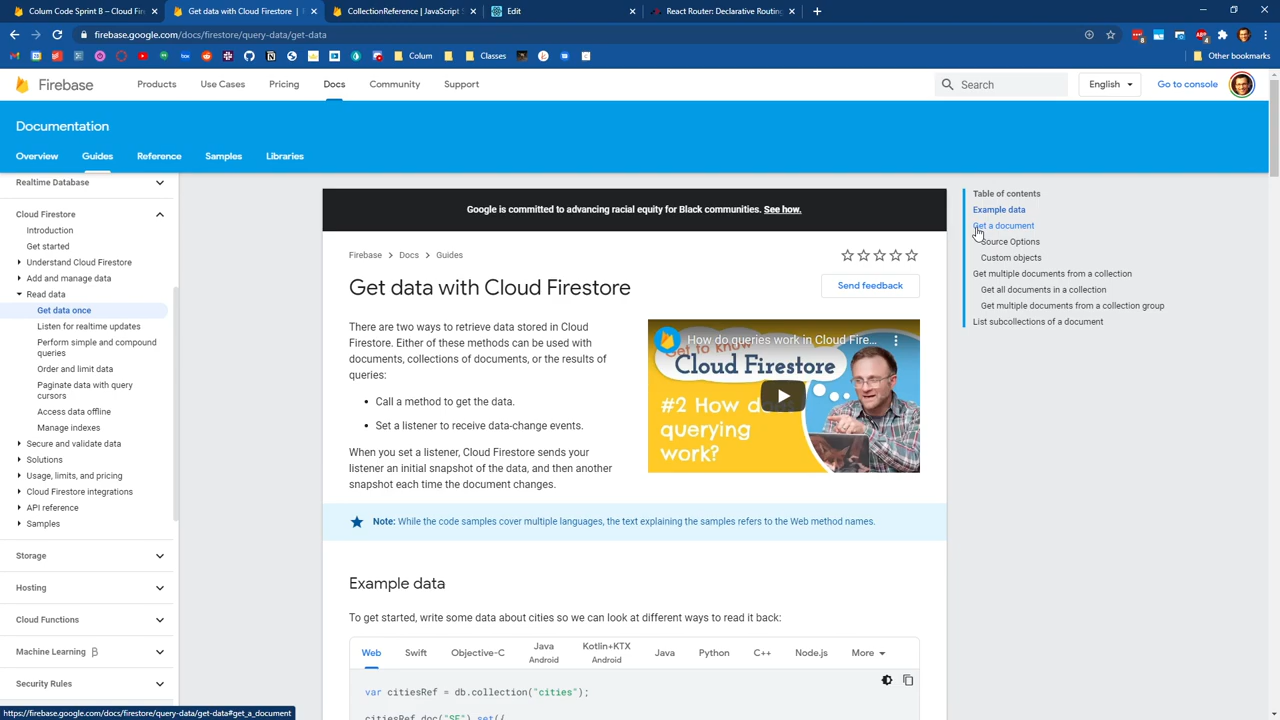 Colum Code Sprint B – Colum Fir
Get data with Cloud Firestore
CollectionReference | JavaScript S
Edit
React Router: Declarative Routing
firebase.google.com/docs/firestore/query-data/get-data
Colum
Classes
Other bookmarks
Firebase
Products
Use Cases
Pricing
Docs
Community
Support
Search
English
Go to console
Documentation
Overview
Guides
Reference
Samples
Libraries
Realtime Database
Cloud Firestore
Introduction
Get started
Understand Cloud Firestore
Add and manage data
Read data
Get data once
Listen for realtime updates
Perform simple and compound
queries
Order and limit data
Paginate data with query
cursors
Access data offline
Manage indexes
Secure and validate data
Solutions
Usage, limits, and pricing
Cloud Firestore integrations
API reference
Samples
Storage
Hosting
Cloud Functions
Machine Learning β
Security Rules
https://firebase.google.com/docs/firestore/query-data/get-data#get_a_document
Google is committed to advancing racial equity for Black communities. See how.
Firebase > Docs > Guides
Get data with Cloud Firestore
Send feedback
There are two ways to retrieve data stored in Cloud
Firestore. Either of these methods can be used with
documents, collections of documents, or the results of
queries:
• Call a method to get the data.
• Set a listener to receive data-change events.
When you set a listener, Cloud Firestore sends your
listener an initial snapshot of the data, and then another
snapshot each time the document changes.
How do queries work in Cloud Fire...
Get to know
Cloud Firestore
#2 How do
querying
work?
Note: While the code samples cover multiple languages, the text explaining the samples refers to the Web method names.
Example data
To get started, write some data about cities so we can look at different ways to read it back:
Web
Swift
Objective-C
Java
Android
Kotlin+KTX
Android
Java
Python
C++
Node.js
More
var citiesRef = db.collection("cities");
citiesRef.doc("SF").set({
Table of contents
Example data
Get a document
Source Options
Custom objects
Get multiple documents from a collection
Get all documents in a collection
Get multiple documents from a collection group
List subcollections of a document